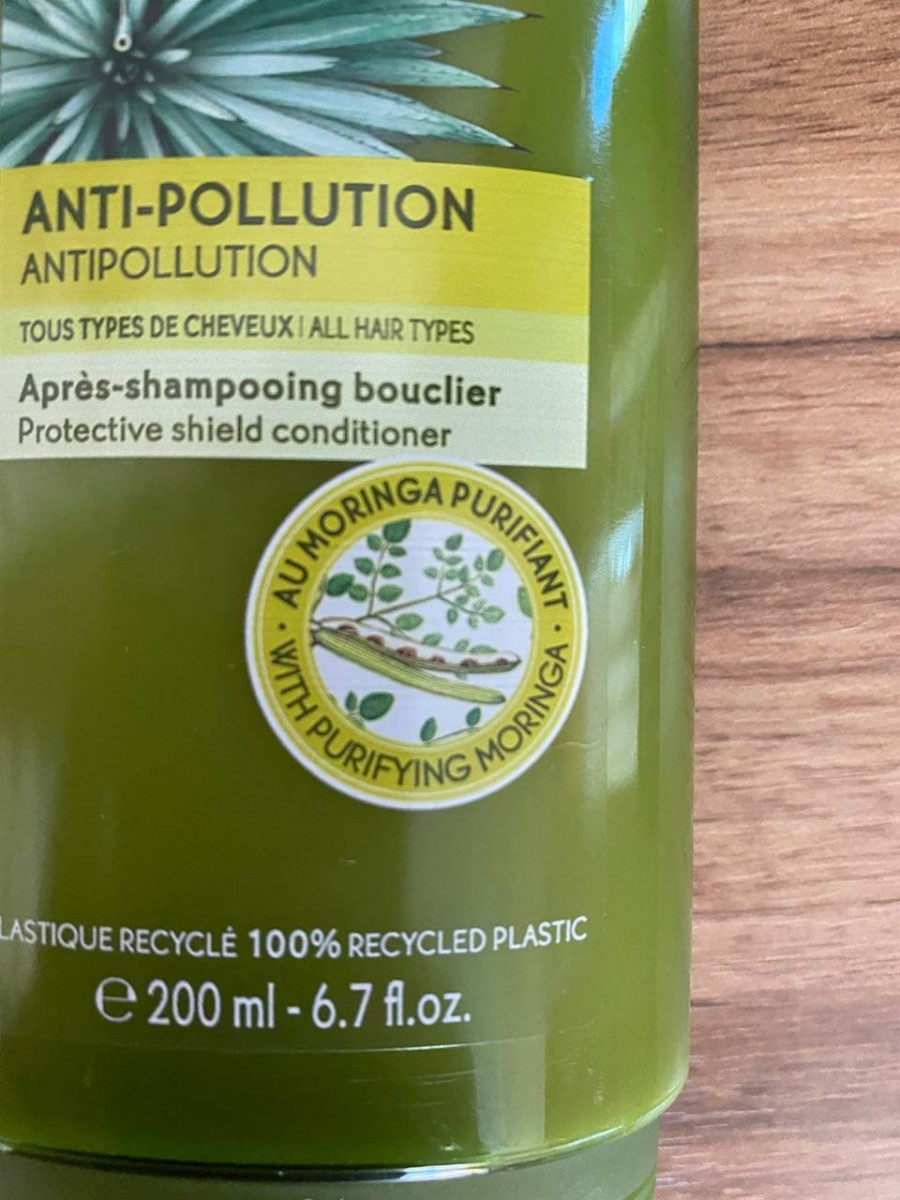 ANTI-POLLUTION
ANTIPOLLUTION
TOUS TYPES DE CHEVEUX | ALL HAIR TYPES
Après-shampooing bouclier
Protective shield conditioner
• AU MORINGA PURIFIANT •
WITH PURIFYING MORINGA
LASTIQUE RECYCLÉ 100% RECYCLED PLASTIC
℮ 200 ml - 6.7 fl.oz.